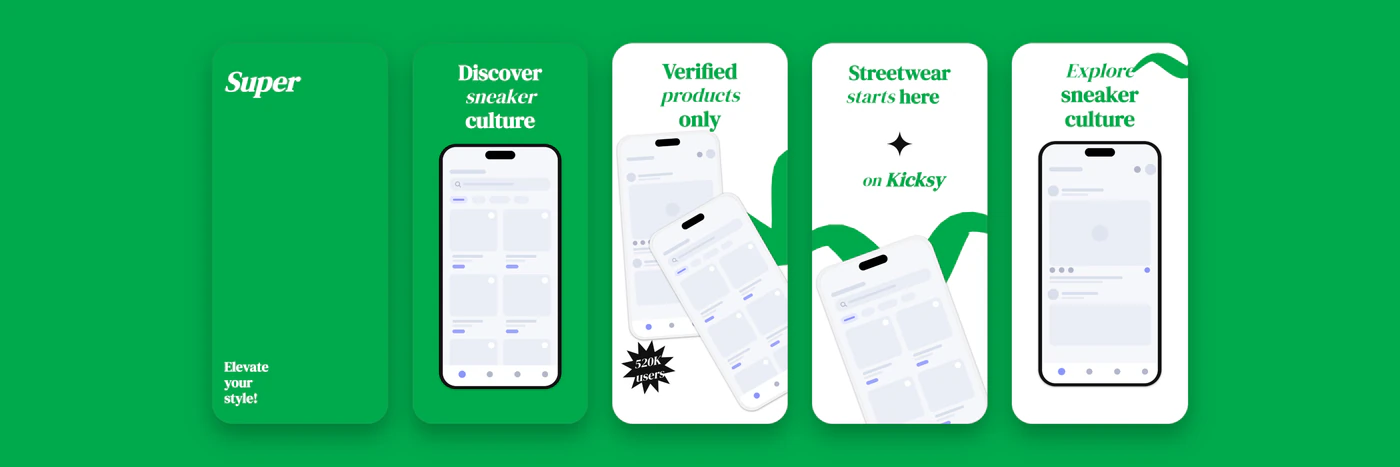 Super
Elevate
your
style!
Discover
sneaker
culture
Verified
products
only
520K
users
Streetwear
starts here
on Kicksy
Explore
sneaker
culture